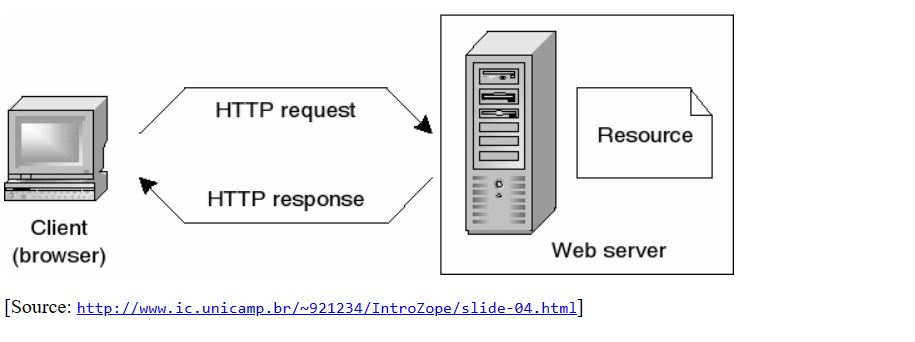 HTTP request
Resource
HTTP response
Client
(browser)
Web server
[Source: http://www.ic.unicamp.br/~921234/IntroZope/slide-04.html]